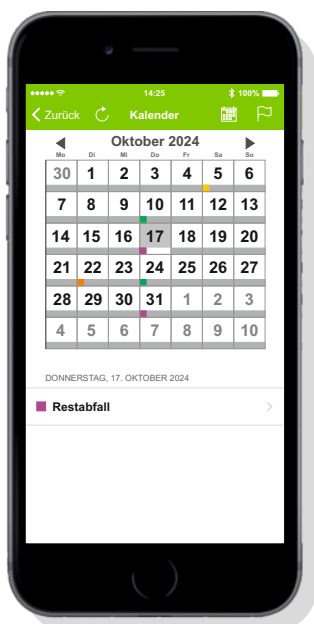 14:25 100%
Zurück Kalender
Oktober 2024
Mo Di Mi Do Fr Sa So
30 1 2 3 4 5 6
7 8 9 10 11 12 13
14 15 16 17 18 19 20
21 22 23 24 25 26 27
28 29 30 31 1 2 3
4 5 6 7 8 9 10
DONNERSTAG, 17. OKTOBER 2024
Restabfall